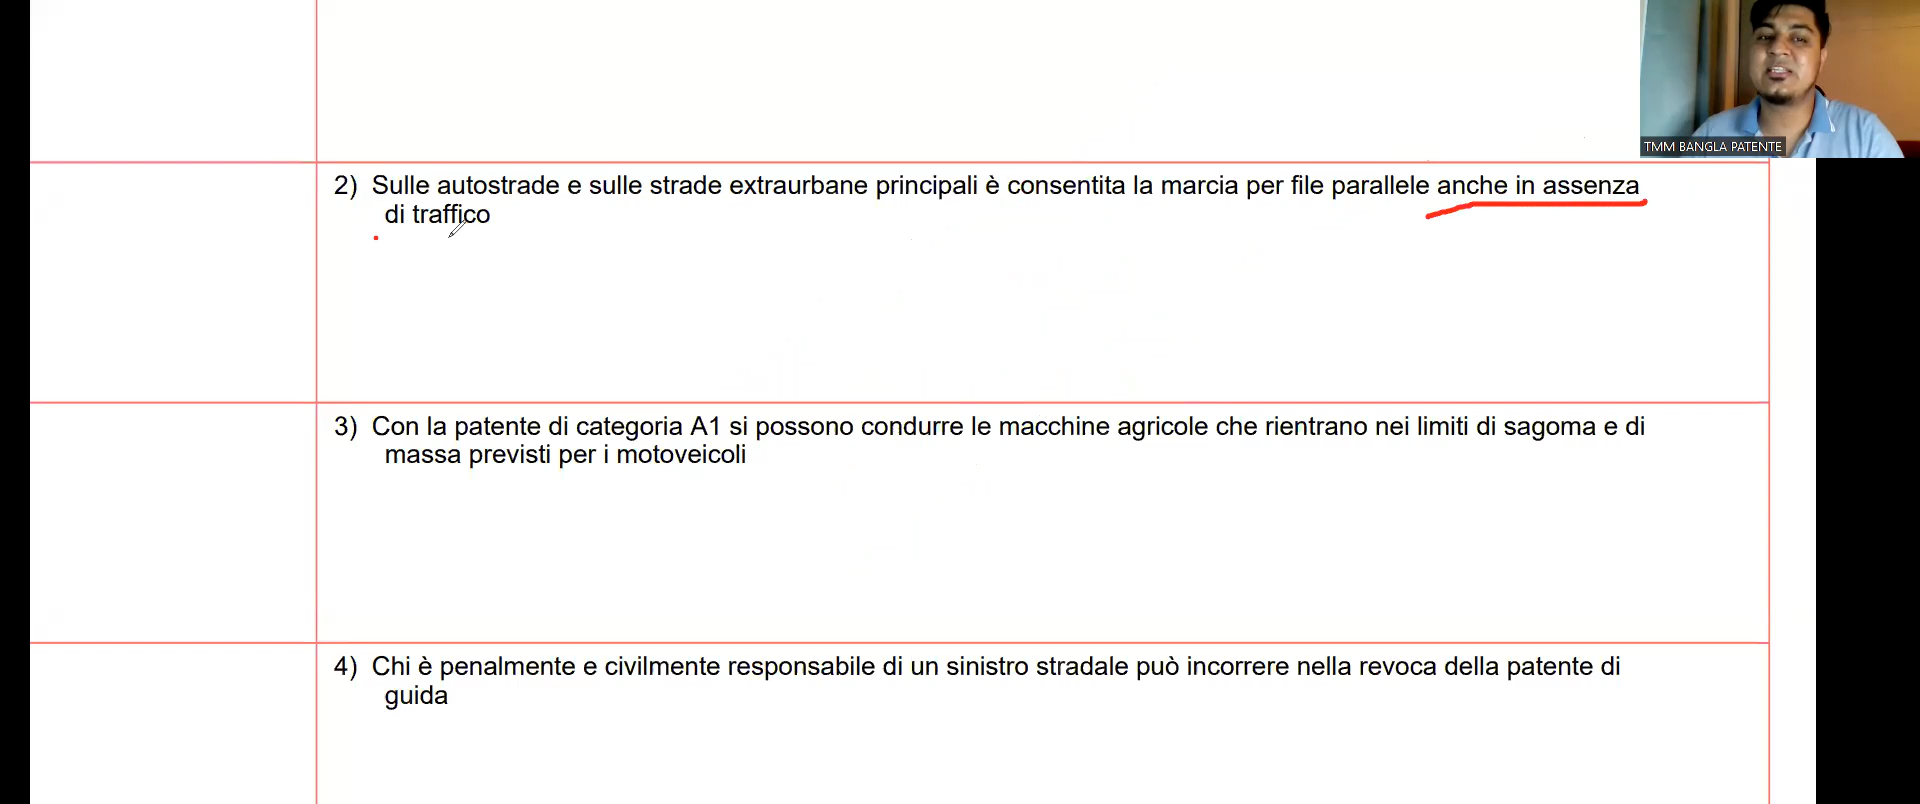 TMM BANGLA PATENTE
2) Sulle autostrade e sulle strade extraurbane principali è consentita la marcia per file parallele anche in assenza
di traffico
3) Con la patente di categoria A1 si possono condurre le macchine agricole che rientrano nei limiti di sagoma e di
massa previsti per i motoveicoli
4) Chi è penalmente e civilmente responsabile di un sinistro stradale può incorrere nella revoca della patente di
guida